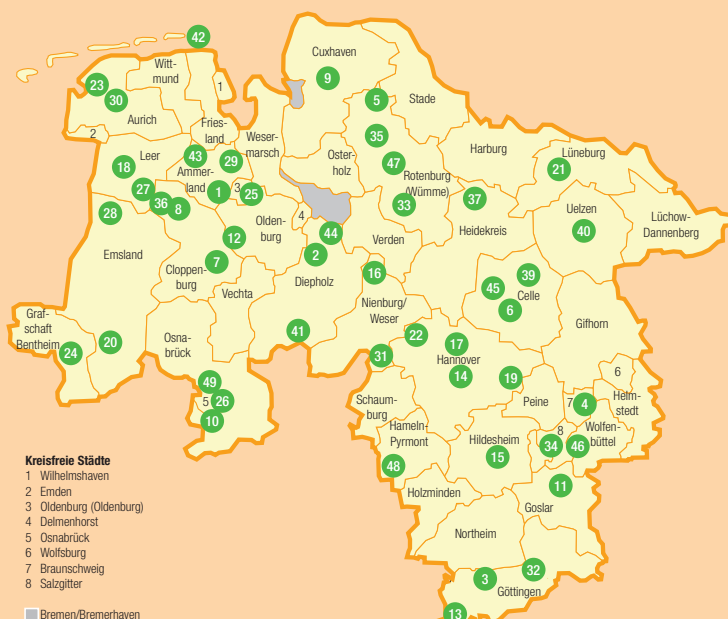 42
Cuxhaven
Witt-
mund
9
23
1
5
Stade
30
Aurich
Fries-
land
35
2
Weser-
marsch
Harburg
Leer
43
29
Oster-
holz
47
Lüneburg
18
Ammer-
land
Rotenburg
(Wümme)
21
27
1
3
25
36
8
33
37
28
4
Olden-
burg
Uelzen
Lüchow-
Dannenberg
12
44
Verden
Heidekreis
40
Emsland
2
7
Cloppen-
burg
16
39
Vechta
Diepholz
45
Celle
Nienburg/
Weser
6
Graf-
schaft
Bentheim
41
22
17
Gifhorn
20
Osna-
brück
24
31
Hannover
14
19
6
49
Schaum-
burg
Peine
7
4
Helm-
stedt
5
26
10
Hameln-
Pyrmont
8
Wolfen-
büttel
Hildesheim
34
46
15
48
Kreisfreie Städte
1 Wilhelmshaven
2 Emden
3 Oldenburg (Oldenburg)
4 Delmenhorst
5 Osnabrück
6 Wolfsburg
7 Braunschweig
8 Salzgitter
Bremen/Bremerhaven
11
Holzminden
Goslar
Northeim
32
3
Göttingen
13